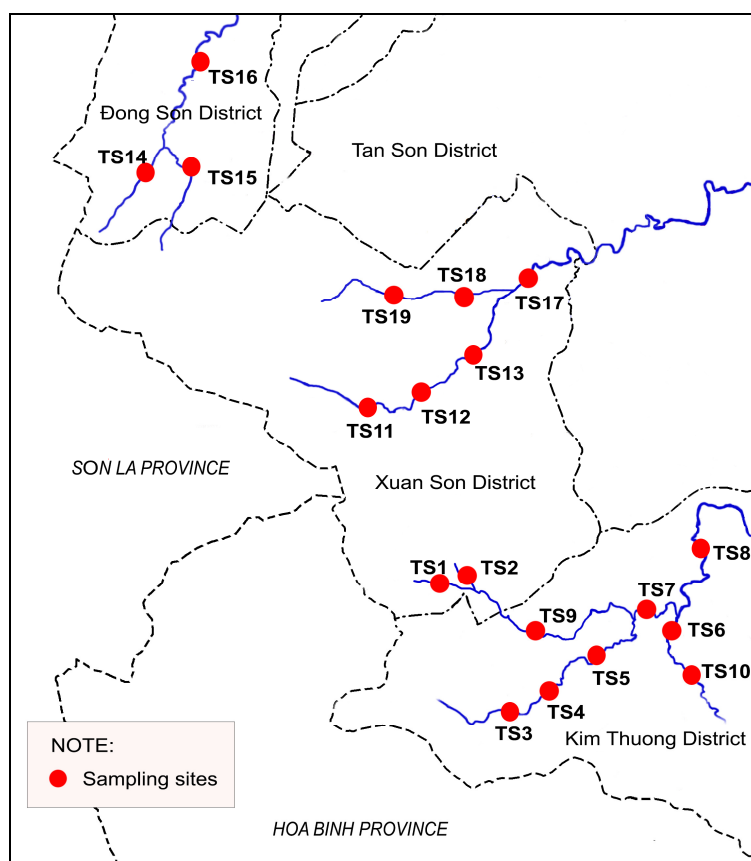 TS16
Đong Son District
TS14
TS15
Tan Son District
TS18
TS17
TS19
TS13
TS12
TS11
SƠN LA PROVINCE
Xuan Son District
TS1
TS2
TS8
TS7
TS9
TS6
TS5
TS10
TS4
TS3
Kim Thuong District
NOTE:
Sampling sites
HOA BINH PROVINCE